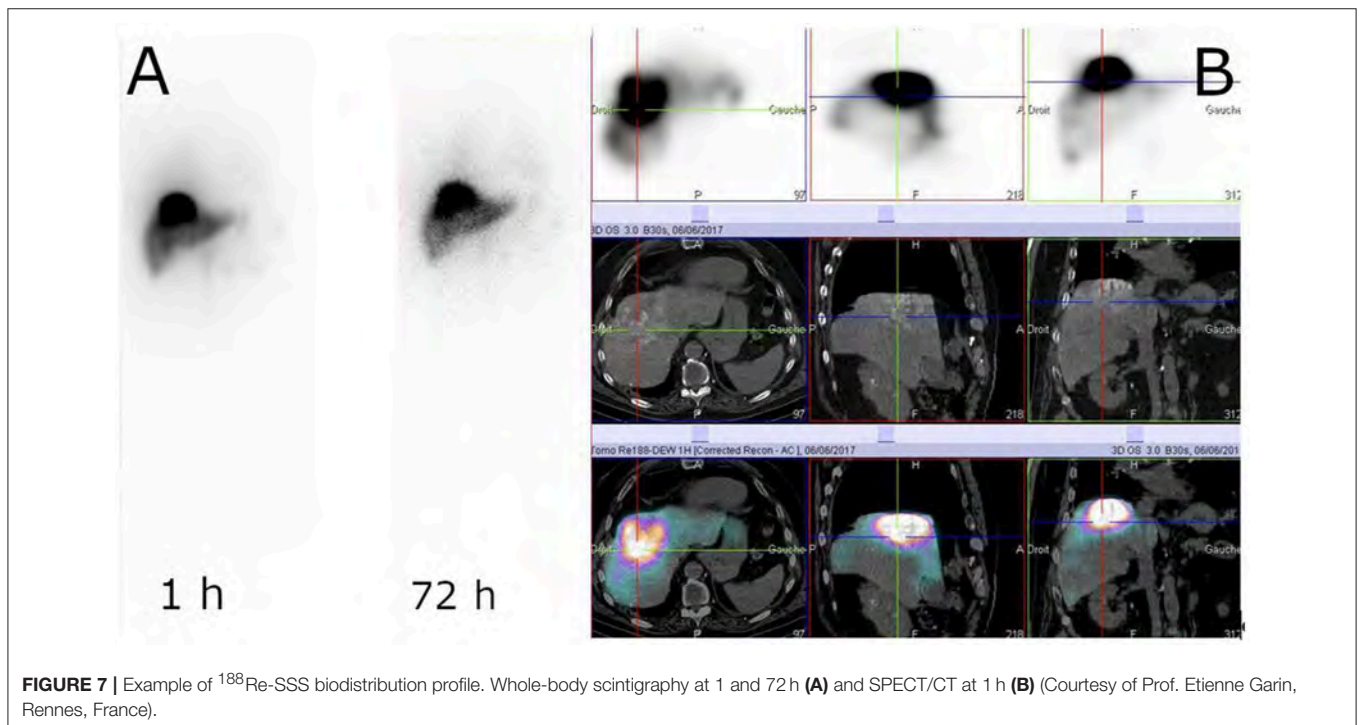 A
B
1 h
72 h
Droit
Gauche
P
97
P
A
F
218
Droit
Gauche
F
312
3D OS 3.0 B30s, 06/06/2017
A
H
H
Droit
Gauche
P
97
P
A
F
218
Droit
Gauche
F
312
Tomo Re188-DEW 1H [Corrected Recon - AC ], 06/06/2017
3D OS 3.0 B30s, 06/06/201
A
H
H
Droit
Gauche
P
97
P
A
F
218
Droit
Gauche
F
312
FIGURE 7 | Example of ¹⁸⁸Re-SSS biodistribution profile. Whole-body scintigraphy at 1 and 72 h (A) and SPECT/CT at 1 h (B) (Courtesy of Prof. Etienne Garin,
Rennes, France).